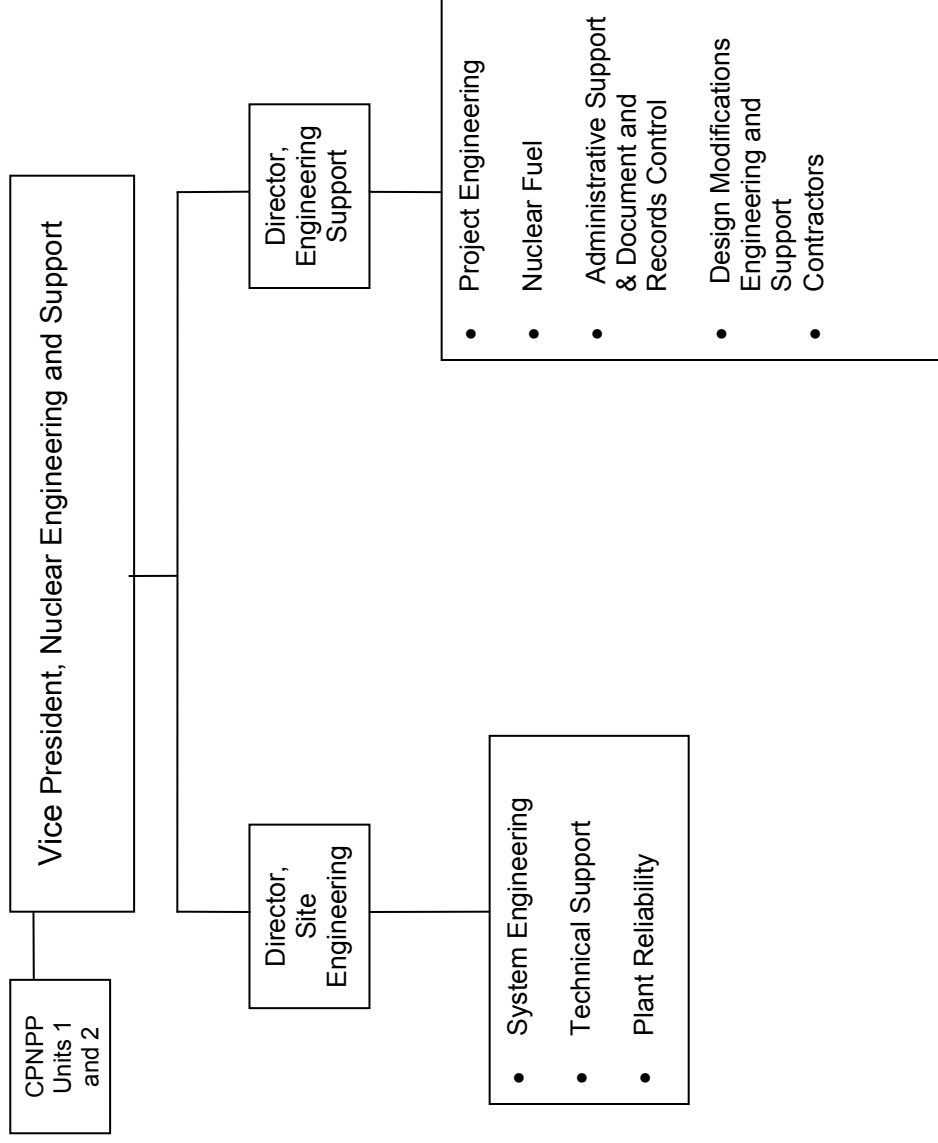 CPNPP
Units 1
and 2
Vice President, Nuclear Engineering and Support
Director,
Site
Engineering
Director,
Engineering
Support
• System Engineering
• Technical Support
• Plant Reliability
• Project Engineering
• Nuclear Fuel
• Administrative Support
& Document and
Records Control
• Design Modifications
Engineering and
Support
• Contractors